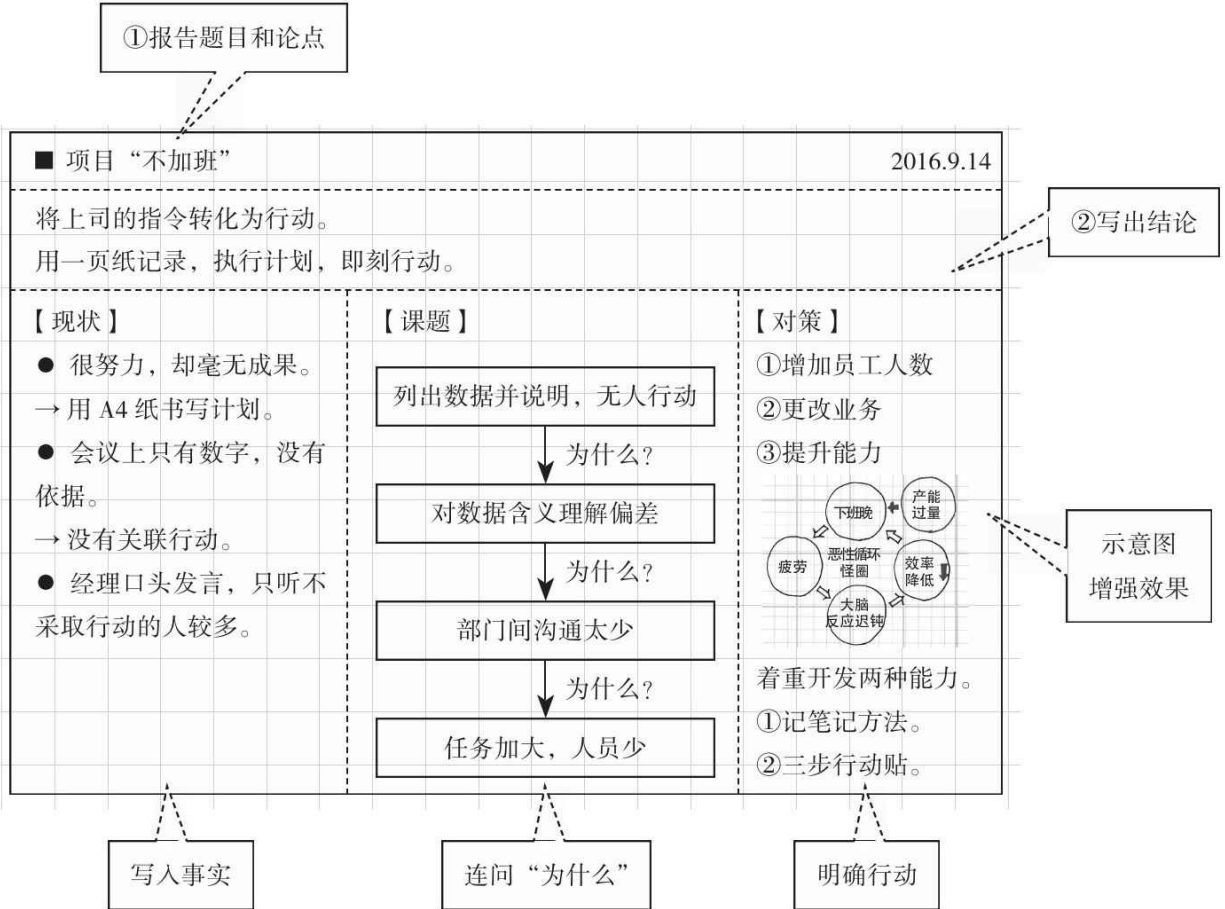 ①报告题目和论点
■ 项目“不加班”
2016.9.14
将上司的指令转化为行动。
用一页纸记录，执行计划，即刻行动。
②写出结论
【现状】
● 很努力，却毫无成果。
→用 A4 纸书写计划。
● 会议上只有数字，没有
依据。
→没有关联行动。
● 经理口头发言，只听不
采取行动的人较多。
【课题】
列出数据并说明，无人行动
为什么？
对数据含义理解偏差
为什么？
部门间沟通太少
为什么？
任务加大，人员少
【对策】
①增加员工人数
②更改业务
③提升能力
下班晚
产能
过量
疲劳
恶性循环
怪圈
效率
降低
大脑
反应迟钝
着重开发两种能力。
①记笔记方法。
②三步行动贴。
示意图
增强效果
写入事实
连问“为什么”
明确行动